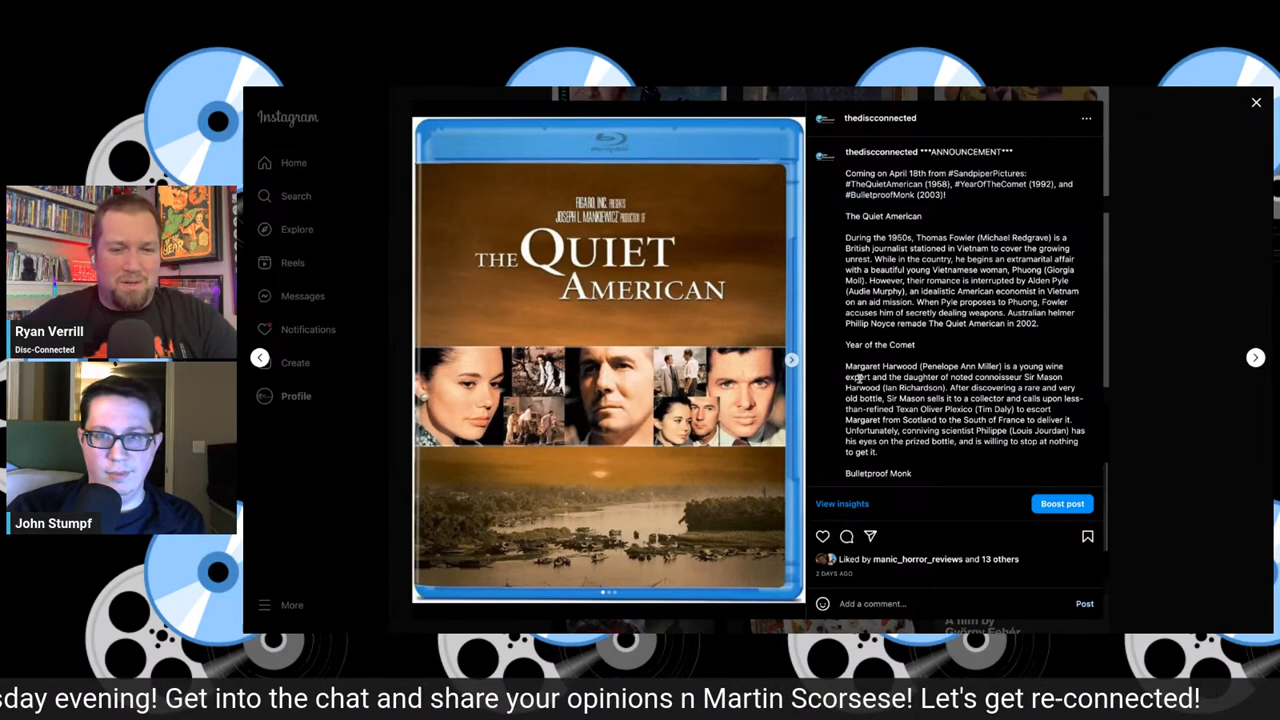 Instagram
Home
Search
Explore
Reels
Messages
Notifications
Create
Profile
More
Ryan Verrill
Disc-Connected
John Stumpf
FIGARO, INC. PRESENTS
JOSEPH L. MANKIEWICZ PRODUCTION OF
THE QUIET
AMERICAN
thediscconnected
thediscconnected ***ANNOUNCEMENT***
Coming on April 18th from #SandpiperPictures:
#TheQuietAmerican (1958), #YearOfTheComet (1992), and
#BulletproofMonk (2003)!
The Quiet American
During the 1950s, Thomas Fowler (Michael Redgrave) is a
British journalist stationed in Vietnam to cover the growing
unrest. While in the country, he begins an extramarital affair
with a beautiful young Vietnamese woman, Phuong (Giorgia
Moll). However, their romance is interrupted by Alden Pyle
(Audie Murphy), an idealistic American economist in Vietnam
on an aid mission. When Pyle proposes to Phuong, Fowler
accuses him of secretly dealing weapons. Australian helmer
Phillip Noyce remade The Quiet American in 2002.
Year of the Comet
Margaret Harwood (Penelope Ann Miller) is a young wine
expert and the daughter of noted connoisseur Sir Mason
Harwood (Ian Richardson). After discovering a rare and very
old bottle, Sir Mason sells it to a collector and calls upon less-
than-refined Texan Oliver Plexico (Tim Daly) to escort
Margaret from Scotland to the South of France to deliver it.
Unfortunately, conniving scientist Philippe (Louis Jourdan) has
his eyes on the prized bottle, and is willing to stop at nothing
to get it.
Bulletproof Monk
View insights
Boost post
Liked by manic_horror_reviews and 13 others
2 DAYS AGO
Add a comment...
Post
A film by
György Fehér
sday evening! Get into the chat and share your opinions n Martin Scorsese! Let's get re-connected!